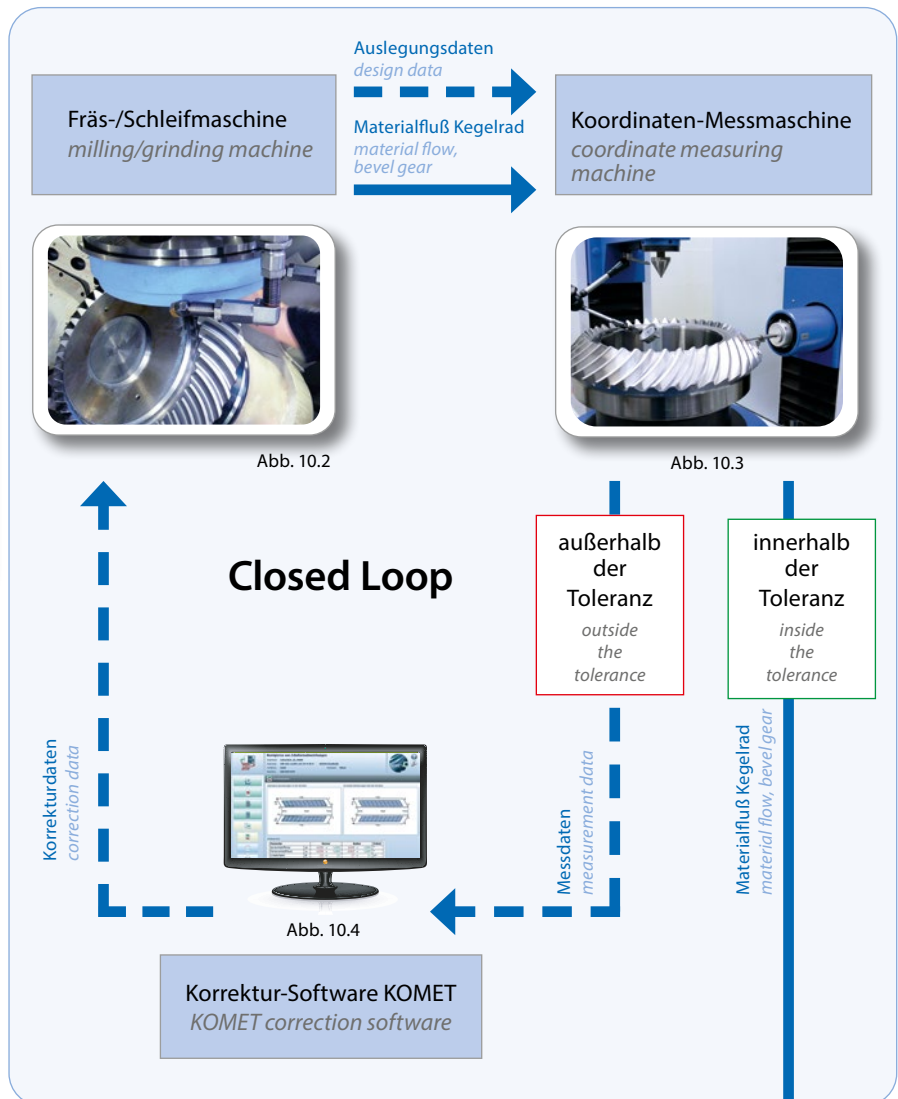 Auslegungsdaten
design data
Fräs-/Schleifmaschine
milling/grinding machine
Materialfluß Kegelrad
material flow,
bevel gear
Koordinaten-Messmaschine
coordinate measuring
machine
Abb. 10.2
Abb. 10.3
Closed Loop
außerhalb
der
Toleranz
outside
the
tolerance
innerhalb
der
Toleranz
inside
the
tolerance
Korrekturdaten
correction data
Messdaten
measurement data
Materialfluß Kegelrad
material flow, bevel gear
Abb. 10.4
Korrektur-Software KOMET
KOMET correction software